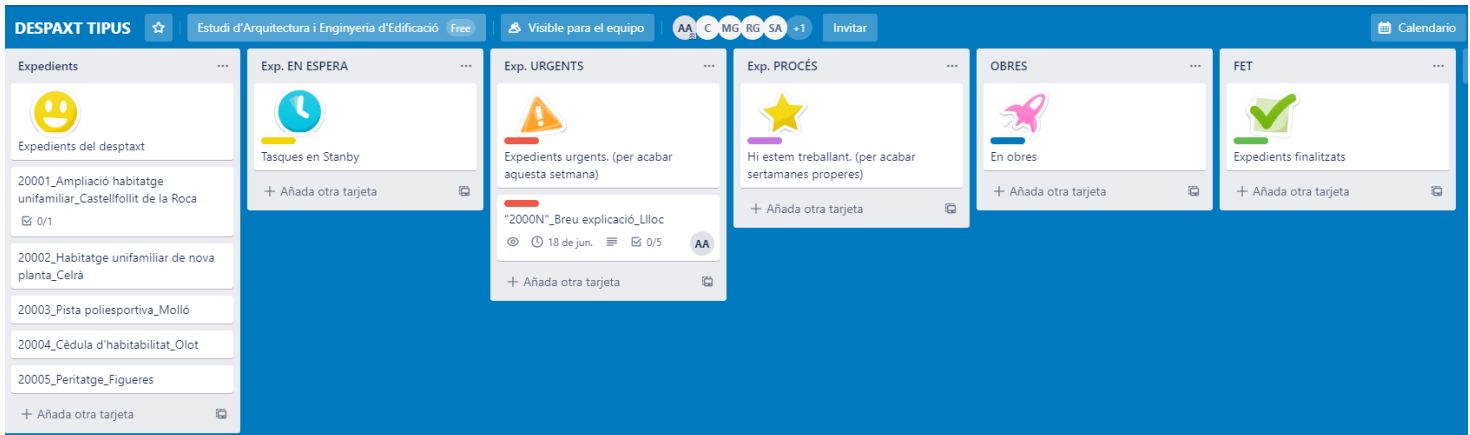 DESPAXT TIPUS
Estudi d'Arquitectura i Enginyeria d'Edificació Free
Visible para el equipo
AA C MG RG SA +1
Invitar
Calendario
Expedients
Expedients del desptaxt
20001_Ampliació habitatge
unifamiliar_Castellfollit de la Roca
0/1
20002_Habitatge unifamiliar de nova
planta_Celrà
20003_Pista poliesportiva_Molló
20004_Cèdula d'habitabilitat_Olot
20005_Peritatge_Figueres
+ Añada otra tarjeta
Exp. EN ESPERA
Tasques en Stanby
+ Añada otra tarjeta
Exp. URGENTS
Expedients urgents. (per acabar
aquesta setmana)
"2000N"_Breu explicació_Lloc
18 de jun. 0/5 AA
+ Añada otra tarjeta
Exp. PROCÉS
Hi estem treballant. (per acabar
sertamanes properes)
+ Añada otra tarjeta
OBRES
En obres
+ Añada otra tarjeta
FET
Expedients finalitzats
+ Añada otra tarjeta